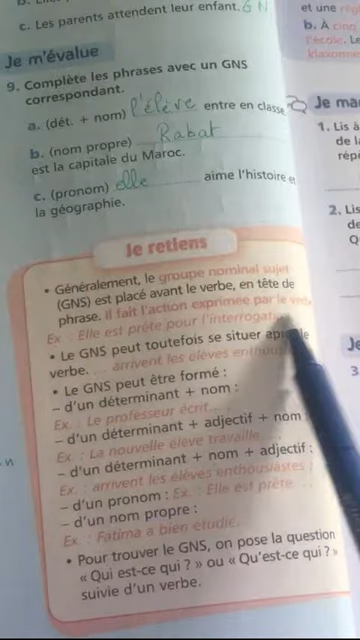 c. Les parents attendent leur enfant. G N
et une
b. À cinq
l'école. Le
klaxonne
Je m'évalue
9. Complète les phrases avec un GNS
correspondant.
a. (dét. + nom) l'élève entre en classe
b. (nom propre) Rabat
est la capitale du Maroc.
c. (pronom) elle aime l'histoire et
la géographie.
1. Lis à
de la
2. Lis
de
Q
Je
3
Je retiens
• Généralement, le groupe nominal sujet
(GNS) est placé avant le verbe, en tête de
phrase. Il fait l'action exprimée par le
Ex. : Elle est prête pour
• Le GNS peut toutefois se situer
verbe. ... arrivent les élèves
• Le GNS peut être formé :
– d'un déterminant + nom :
Ex. : Le professeur écrit...
– d'un déterminant + adjectif + nom
Ex. : La nouvelle élève travaille...
– d'un déterminant + nom + adjectif :
Ex. : arrivent les élèves enthousiastes
– d'un pronom : Ex. : Elle est prête ...
– d'un nom propre :
Ex. : Fatima a bien étudié.
• Pour trouver le GNS, on pose la question
« Qui est-ce qui ? » ou « Qu'est-ce qui ? »
suivie d'un verbe.